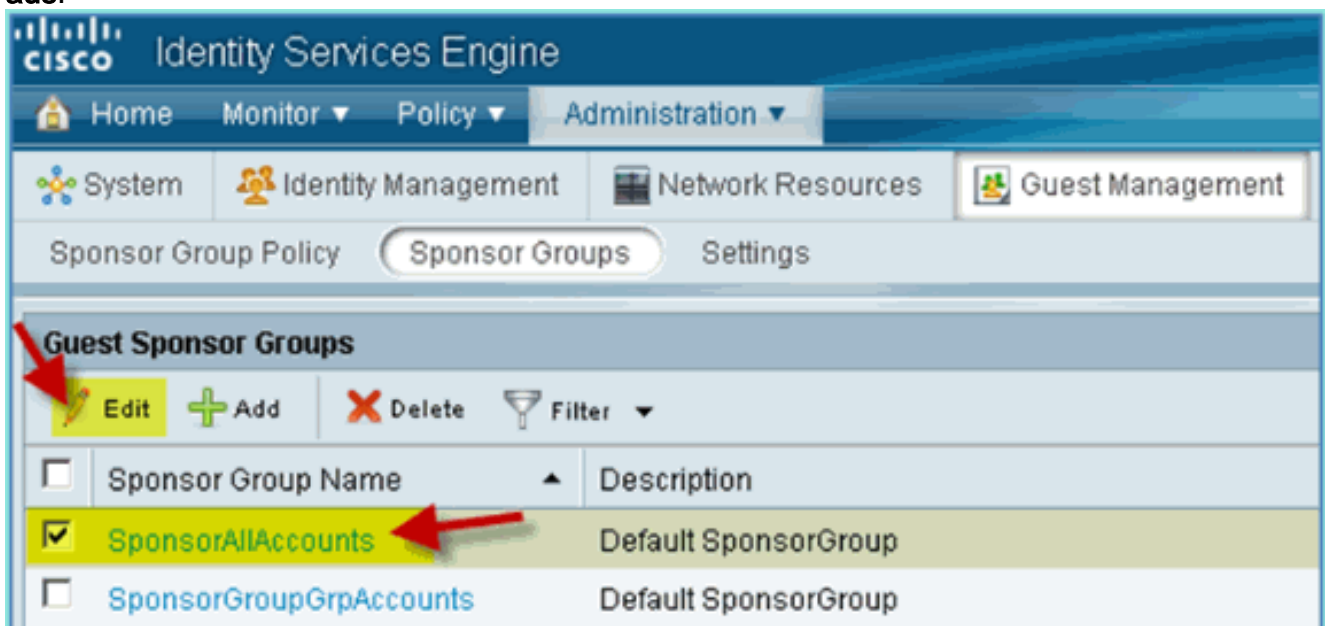 cisco Identity Services Engine
Home Monitor Policy Administration
System Identity Management Network Resources Guest Management
Sponsor Group Policy Sponsor Groups Settings
Guest Sponsor Groups
Edit Add Delete Filter
Sponsor Group Name Description
SponsorAllAccounts Default SponsorGroup
SponsorGroupGrpAccounts Default SponsorGroup